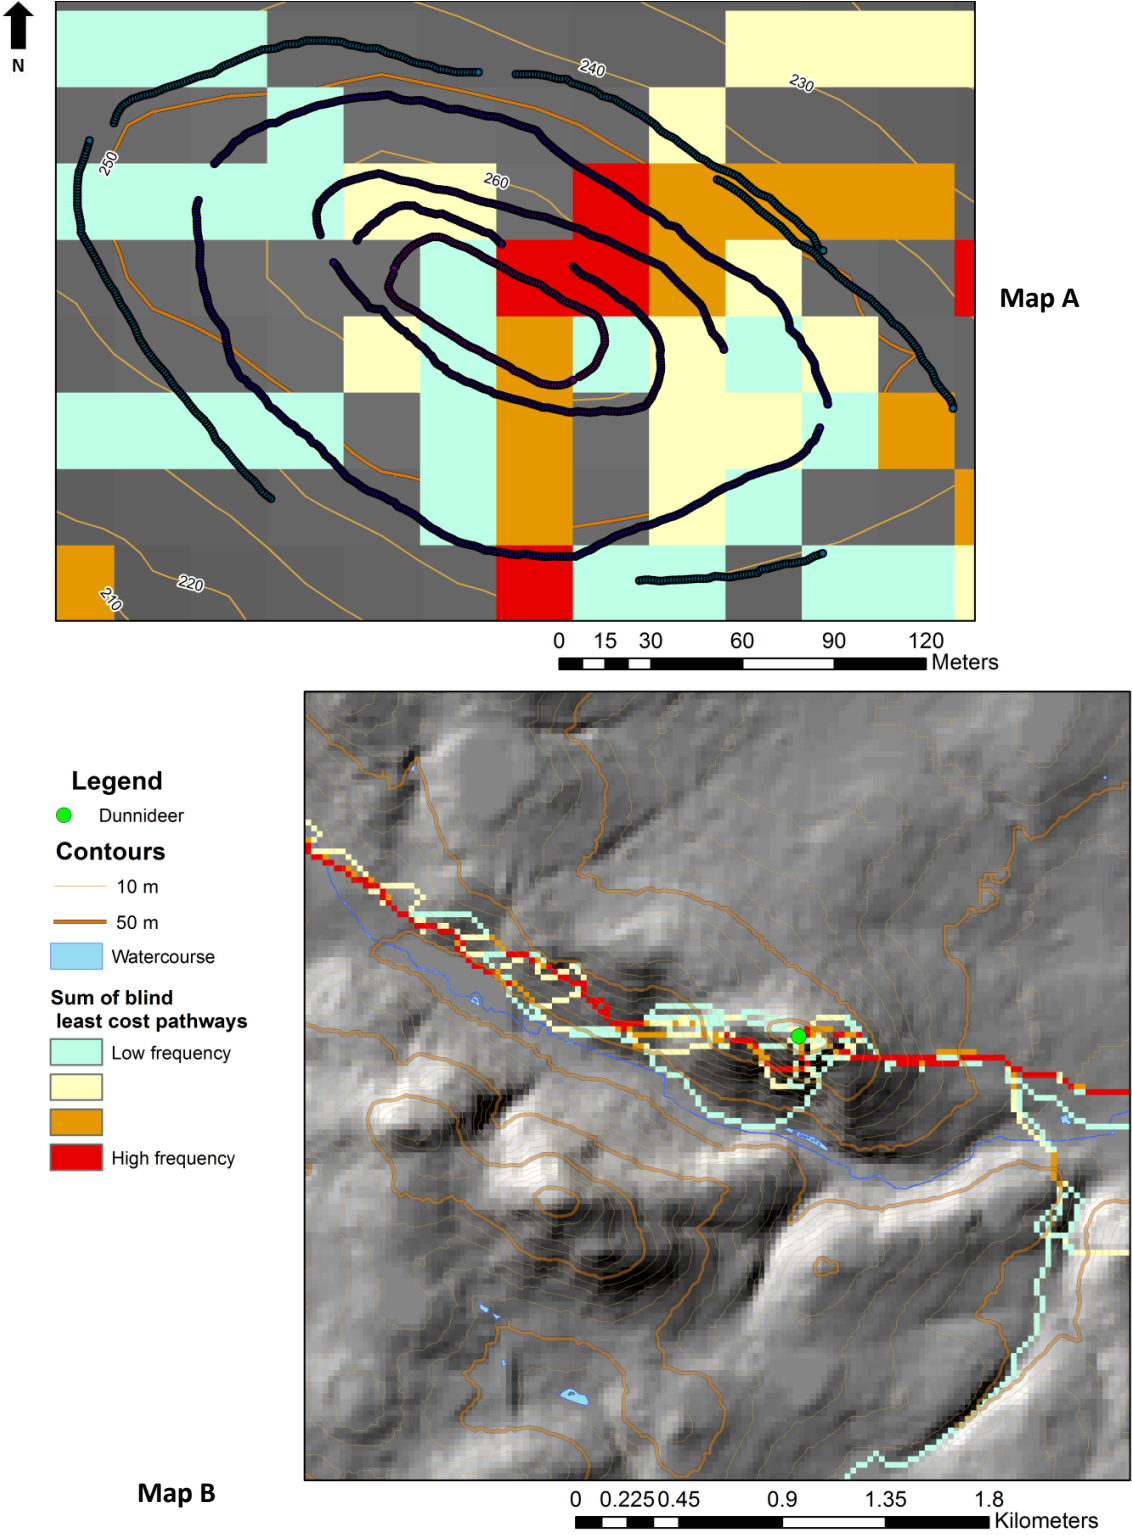 N
240
230
250
260
220
210
Map A
0 15 30 60 90 120
Meters
Legend
Dunnideer
Contours
10 m
50 m
Watercourse
Sum of blind
least cost pathways
Low frequency
High frequency
Map B
0 0.225 0.45 0.9 1.35 1.8
Kilometers